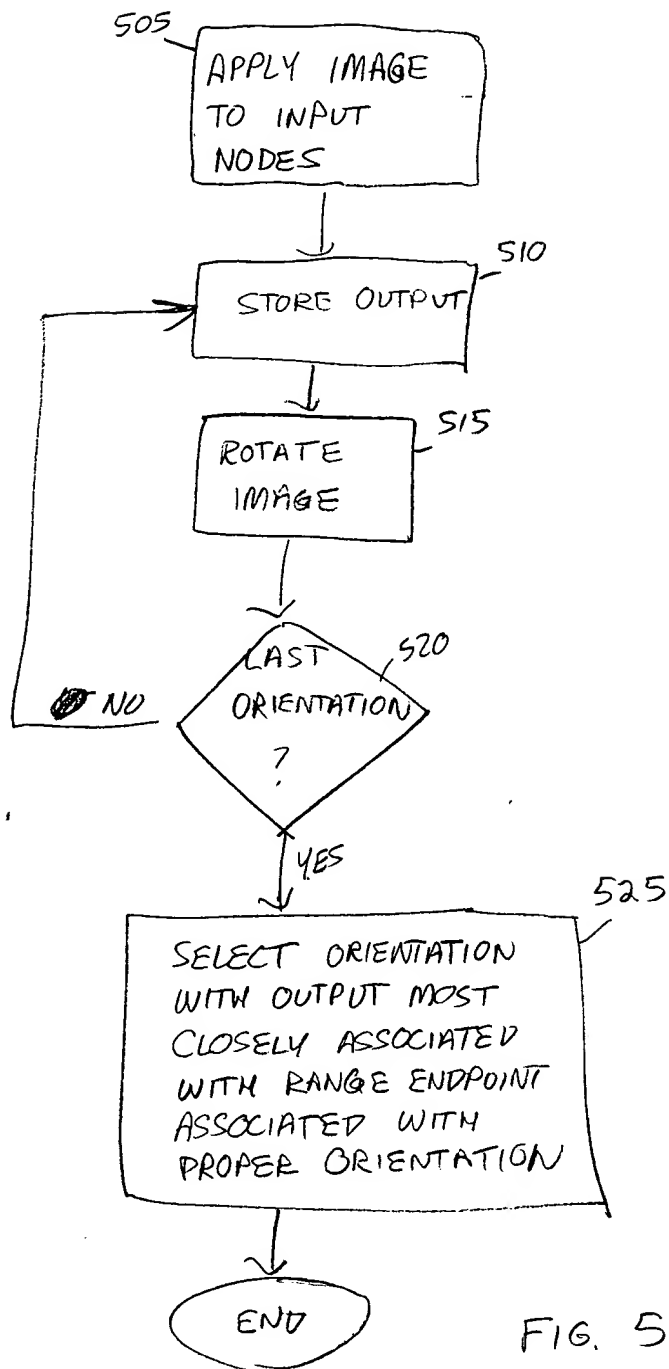 505
APPLY IMAGE
TO INPUT
NODES
510
STORE OUTPUT
515
ROTATE
IMAGE
520
LAST
ORIENTATION
?
NO
YES
525
SELECT ORIENTATION
WITH OUTPUT MOST
CLOSELY ASSOCIATED
WITH RANGE ENDPOINT
ASSOCIATED WITH
PROPER ORIENTATION
END
FIG. 5